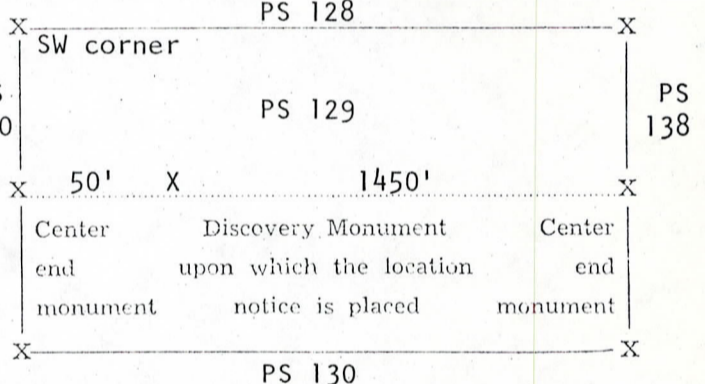 PS 128
X X
SW corner
PS 129
PS
138
0
X 50' X 1450' X
Center Discovery Monument Center
end upon which the location end
monument notice is placed monument
X X
PS 130